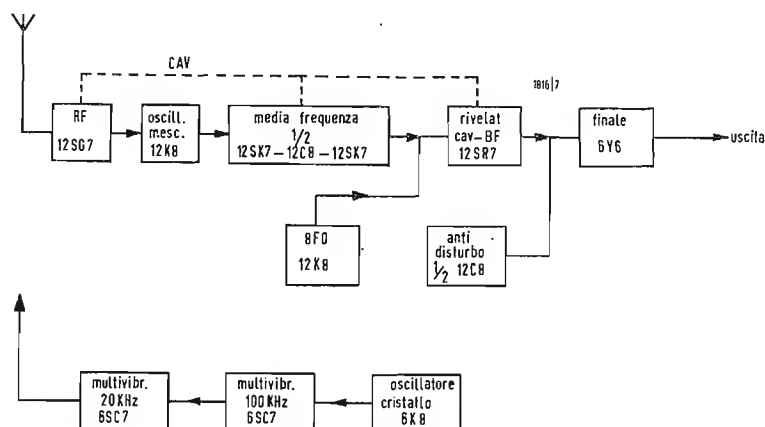 CAV
1816/7
RF
12SG7
oscill.
mesc.
12K8
media frequenza
1/2
12SK7-12C8-12SK7
rivelat
cav-BF
12SR7
finale
6Y6
uscita
BFO
12K8
anti
disturbo
1/2 12C8
multivibr.
20KHz
6SC7
multivibr.
100KHz
6SC7
oscillatore
cristallo
6K8